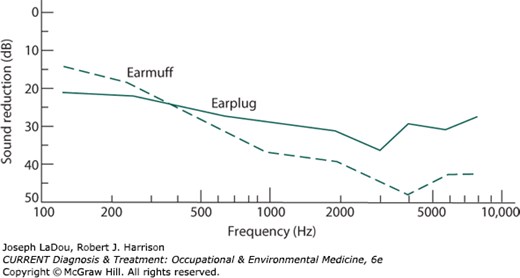 0
10
20
30
40
50
Sound reduction (dB)
Earmuff
Earplug
100 200 500 1000 2000 5000 10,000
Frequency (Hz)
Joseph LaDou, Robert J. Harrison
CURRENT Diagnosis & Treatment: Occupational & Environmental Medicine, 6e
Copyright © McGraw Hill. All rights reserved.